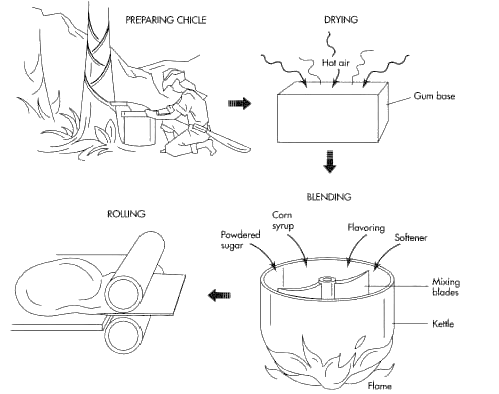 PREPARING CHICLE
DRYING
Hot air
Gum base
BLENDING
ROLLING
Corn
syrup
Powdered
sugar
Flavoring
Softener
Mixing
blades
Kettle
Flame